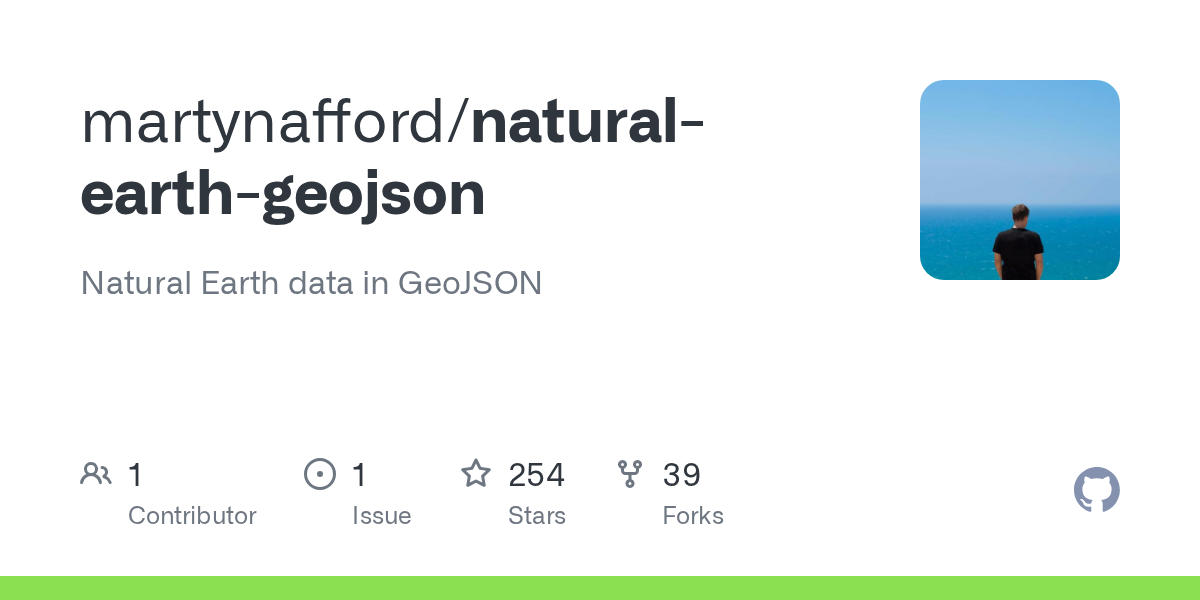 martynafford/natural-
earth-geojson
Natural Earth data in GeoJSON
1
Contributor
1
Issue
254
Stars
39
Forks